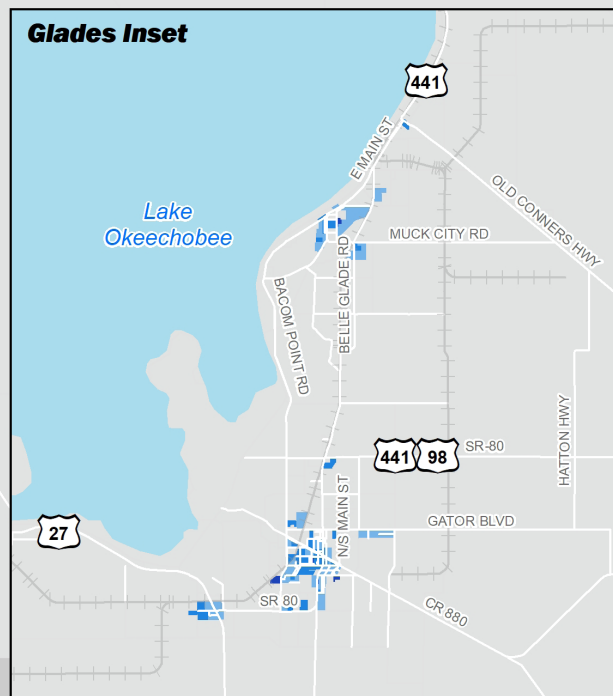 Glades Inset
441
E MAIN ST
OLD CONNERS HWY
Lake
Okeechobee
MUCK CITY RD
BELLE GLADE RD
BACOM POINT RD
HATTON HWY
441
98
SR-80
N/S MAIN ST
GATOR BLVD
27
SR 80
CR 880